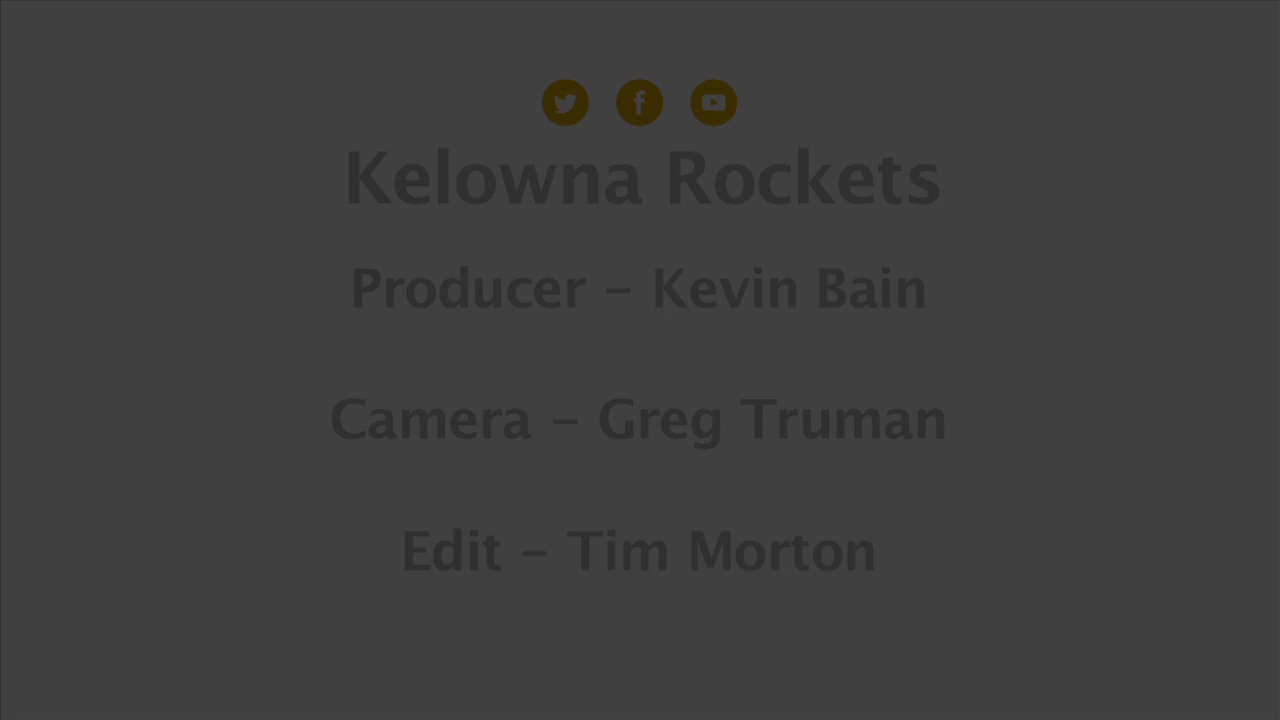 Kelowna Rockets
Producer - Kevin Bain
Camera - Greg Truman
Edit - Tim Morton